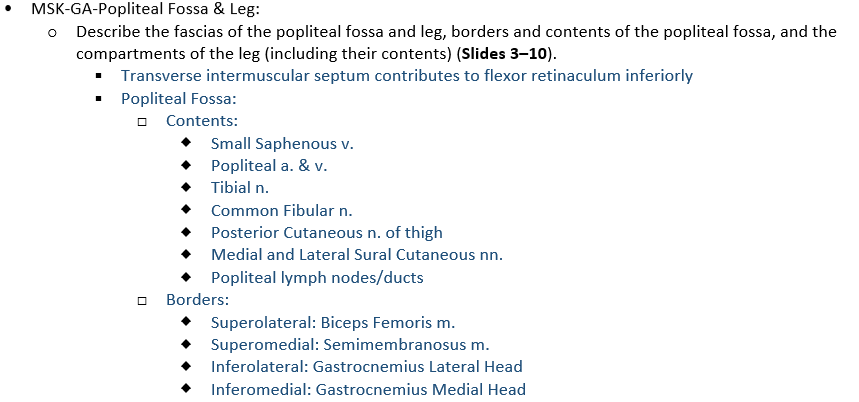 MSK-GA-Popliteal Fossa & Leg:
Describe the fascias of the popliteal fossa and leg, borders and contents of the popliteal fossa, and the
compartments of the leg (including their contents) (Slides 3–10).
Transverse intermuscular septum contributes to flexor retinaculum inferiorly
Popliteal Fossa:
Contents:
Small Saphenous v.
Popliteal a. & v.
Tibial n.
Common Fibular n.
Posterior Cutaneous n. of thigh
Medial and Lateral Sural Cutaneous nn.
Popliteal lymph nodes/ducts
Borders:
Superolateral: Biceps Femoris m.
Superomedial: Semimembranosus m.
Inferolateral: Gastrocnemius Lateral Head
Inferomedial: Gastrocnemius Medial Head